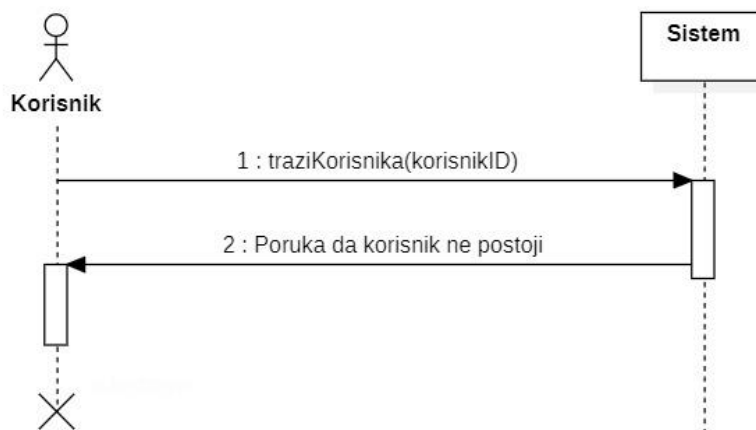 Sistem
Korisnik
1 : traziKorisnika(korisnikID)
2 : Poruka da korisnik ne postoji